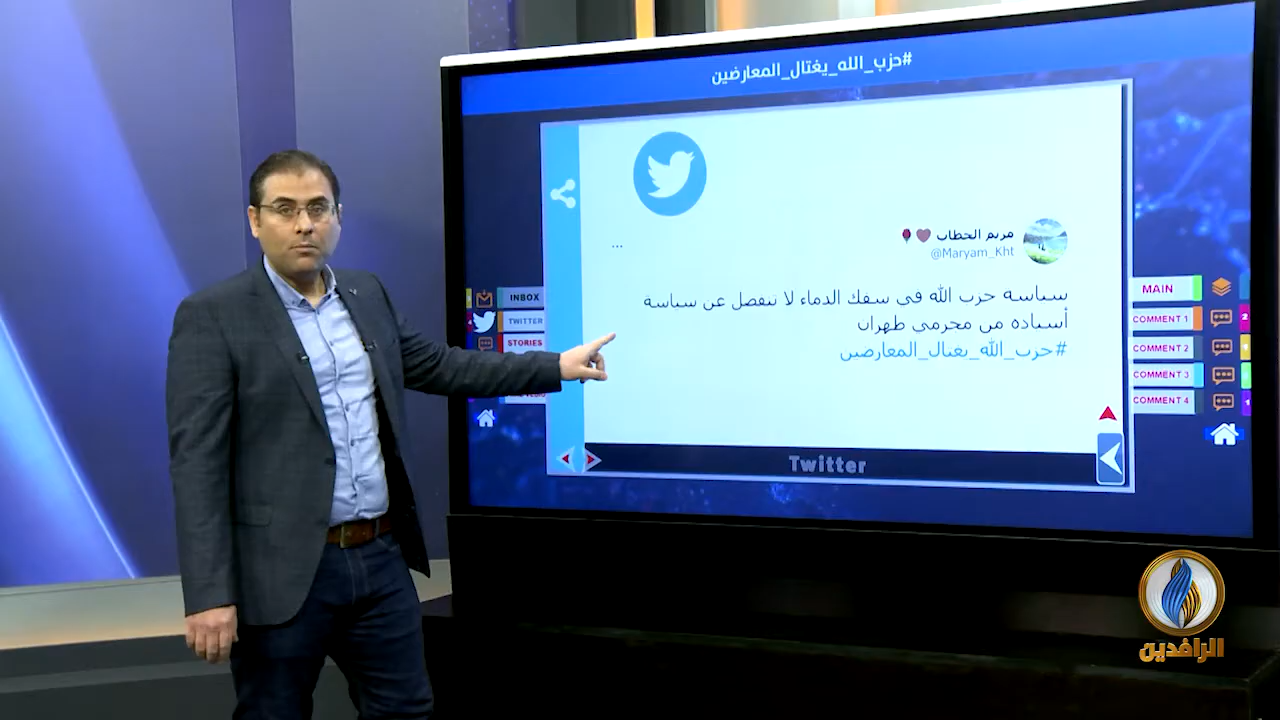 #حزب_الله_يغتال_المعارضين
مريم الخطاب
@Maryam_Kht
...
سياسة حزب الله في سفك الدماء لا تنفصل عن سياسة
أسياده من مجرمي طهران
#حزب_الله_يغتال_المعارضين
INBOX
TWITTER
STORIES
MAIN
COMMENT 1
2
COMMENT 2
COMMENT 3
COMMENT 4
Twitter
الرافدين